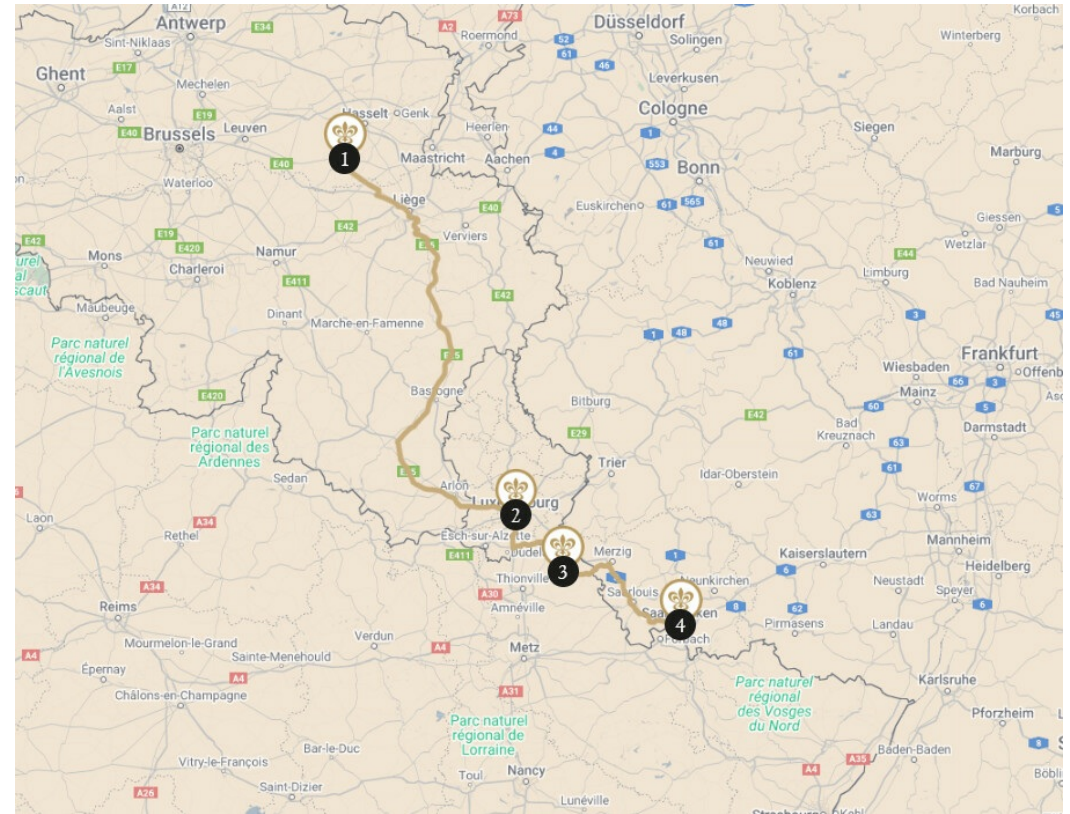 A12
Antwerp
E34
A73
A2
Roermond
Düsseldorf
Korbach
Sint-Niklaas
52
61
Solingen
Winterberg
E17
46
Ghent
Mechelen
Leverkusen
Aalst
E19
Hasselt
Genk
Cologne
E40
Brussels
Leuven
Heerlen
44
1
Siegen
1
E40
Maastricht
Aachen
4
553
Marburg
Waterloo
Bonn
Liège
E40
Euskirchen
61
565
5
E42
E19
E42
Verviers
61
Giessen
E420
Wetzlar
Mons
Namur
E44
Charleroi
Neuwied
Limburg
E411
E42
Koblenz
Bad Nauheim
Maubeuge
Dinant
Marche-en-Famenne
1
48
48
3
45
Parc naturel
régional de
l'Avesnois
61
Frankfurt
Wiesbaden
66
3
E420
Bastogne
Mainz
Bitburg
60
5
E42
Darmstadt
Parc naturel
régional des
Ardennes
E29
Bad
Kreuznach
63
Trier
61
Sedan
Arlon
Idar-Oberstein
67
Worms
Laon
2
63
A34
Rethel
Esch-sur-Alzette
Mannheim
E411
Merzig
1
Kaiserslautern
Heidelberg
3
6
A34
Thionville
Neunkirchen
Neustadt
Speyer
A30
Saarlouis
6
Reims
Amnéville
8
62
4
Pirmasens
Landau
Verdun
Forbach
Mourmelon-le-Grand
A4
Metz
A4
Sainte-Menehould
Épernay
A4
Karlsruhe
Châlons-en-Champagne
A31
Parc naturel
régional
des Vosges
du Nord
Pforzheim
Parc naturel
régional de
Lorraine
8
Bar-le-Duc
Baden-Baden
Vitry-le-François
A35
A4
Toul
Nancy
Saint-Dizier
A26
Lunéville